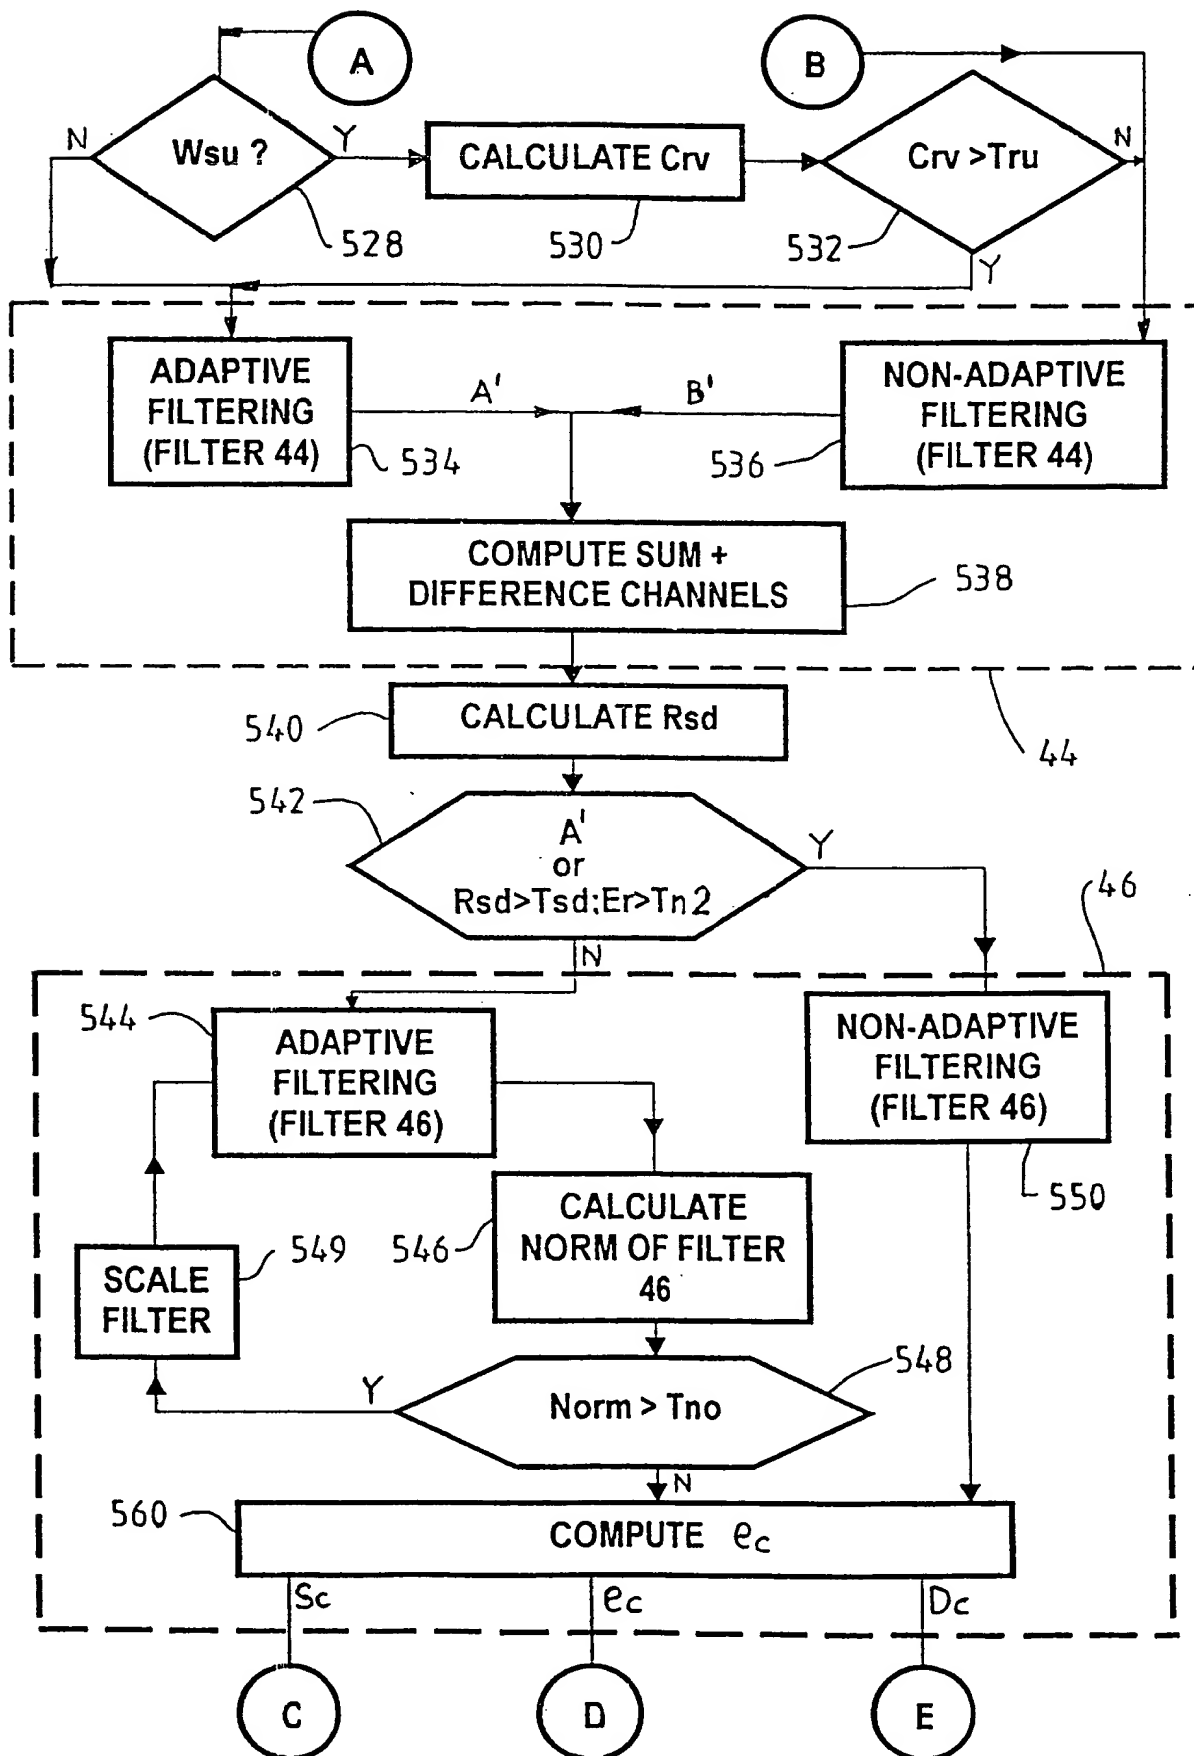 A
B
N
Wsu ?
Y
CALCULATE Crv
Crv >Tru
N
528
530
532
Y
ADAPTIVE
FILTERING
(FILTER 44)
A'
B'
NON-ADAPTIVE
FILTERING
(FILTER 44)
534
536
COMPUTE SUM +
DIFFERENCE CHANNELS
538
540
CALCULATE Rsd
44
542
A'
or
Rsd>Tsd;Er>Tn2
Y
N
46
544
ADAPTIVE
FILTERING
(FILTER 46)
NON-ADAPTIVE
FILTERING
(FILTER 46)
550
CALCULATE
NORM OF FILTER
46
546
549
SCALE
FILTER
548
Y
Norm > Tno
N
560
COMPUTE ec
Sc
ec
Dc
C
D
E